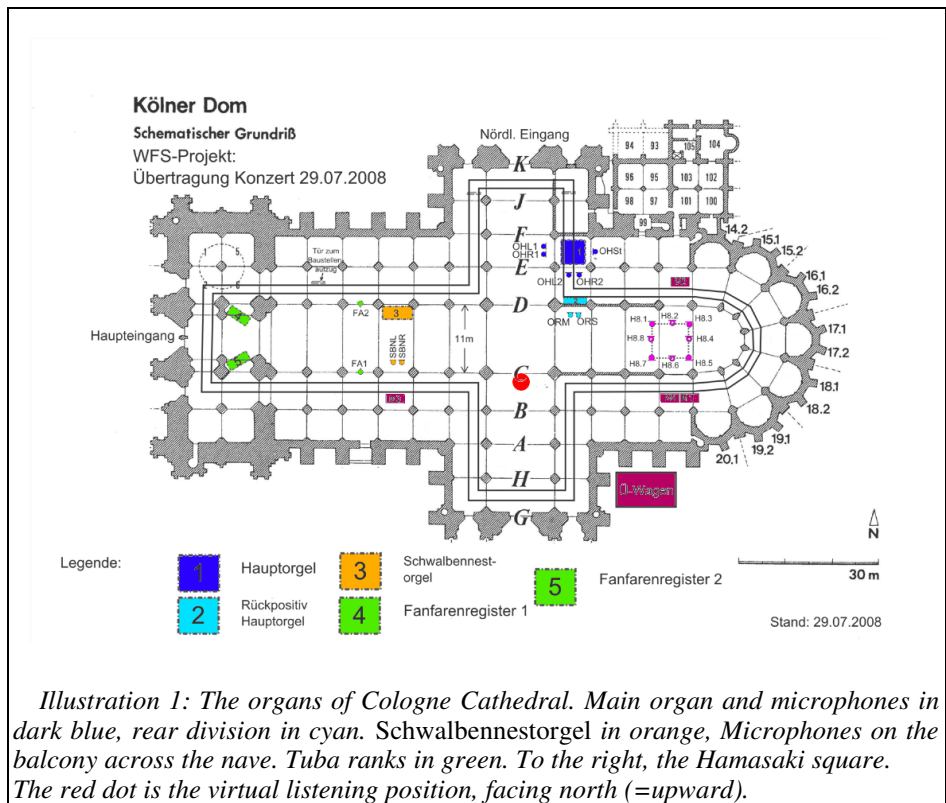 Kölner Dom
Schematischer Grundriß
WFS-Projekt:
Übertragung Konzert 29.07.2008
Nördl. Eingang
K
J
F
E
D
C
B
A
H
G
94 93 105 104
96 95 103 102
98 97 101 100
99
14.2
15.1
15.2
16.1
16.2
17.1
17.2
18.1
18.2
19.1
19.2
20.1
OHL1
OHR1
1
OHSt
OHL2 OHR2
2
ORM ORS
Tür zum
Baustellen-
aufzug
1 5
Haupteingang
4
5
FA2
FA1
3
SBNL
SBNR
11m
H8.1 H8.2 H8.3
H8.8 H8.4
H8.7 H8.6 H8.5
Ü-Wagen
N
30 m
Legende:
1 Hauptorgel
2 Rückpositiv
Hauptorgel
3 Schwalbennest-
orgel
4 Fanfarenregister 1
5 Fanfarenregister 2
Stand: 29.07.2008
Illustration 1: The organs of Cologne Cathedral. Main organ and microphones in
dark blue, rear division in cyan. Schwalbennestorgel in orange, Microphones on the
balcony across the nave. Tuba ranks in green. To the right, the Hamasaki square.
The red dot is the virtual listening position, facing north (=upward).